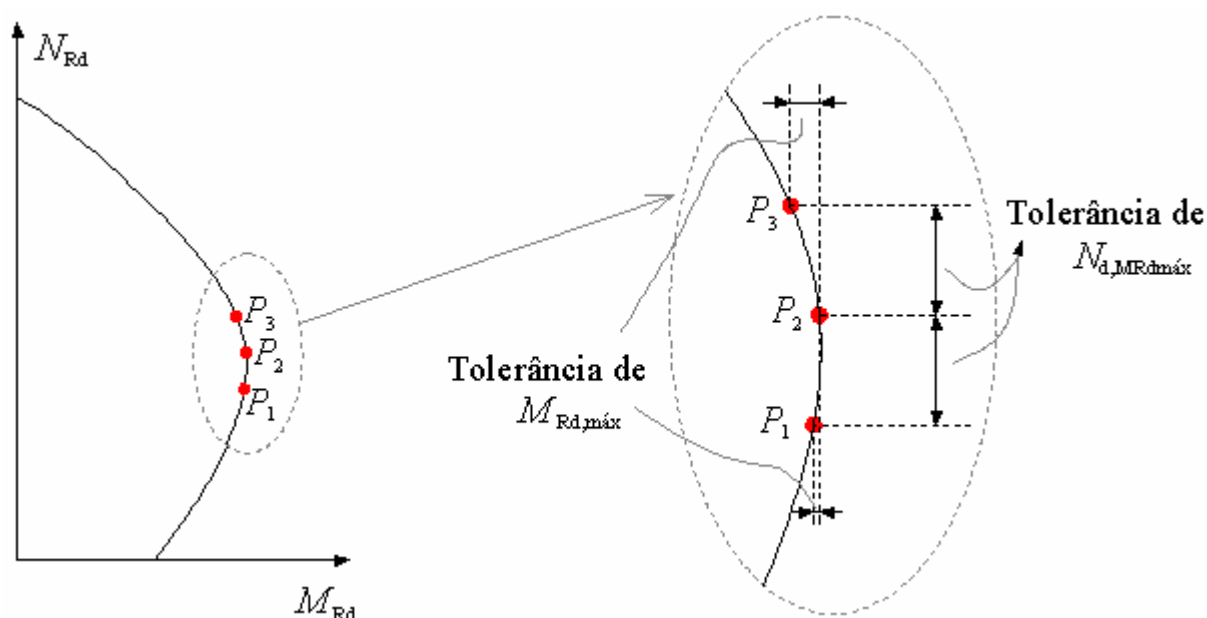 N_Rd
P_3
P_2
P_1
M_Rd
P_3
P_2
P_1
Tolerância de
M_Rd,máx
Tolerância de
N_d,MRdmáx